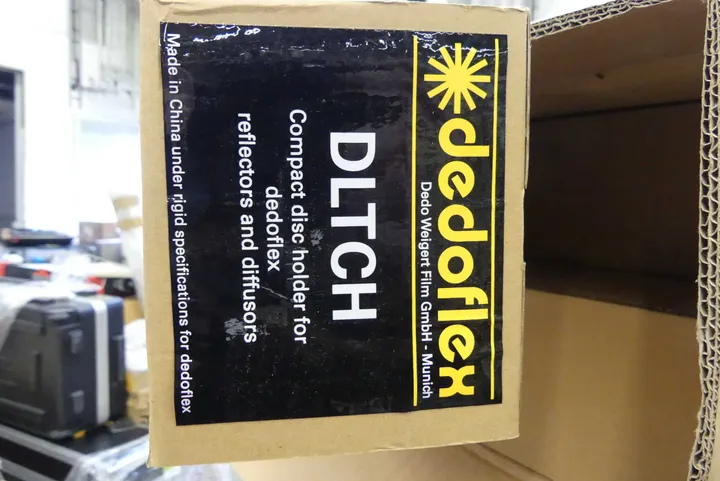 dedoflex
Dedo Weigert Film GmbH - Munich
DLTCH
Compact disc holder for
dedoflex
reflectors and diffusors
Made in China under rigid specifications for dedoflex